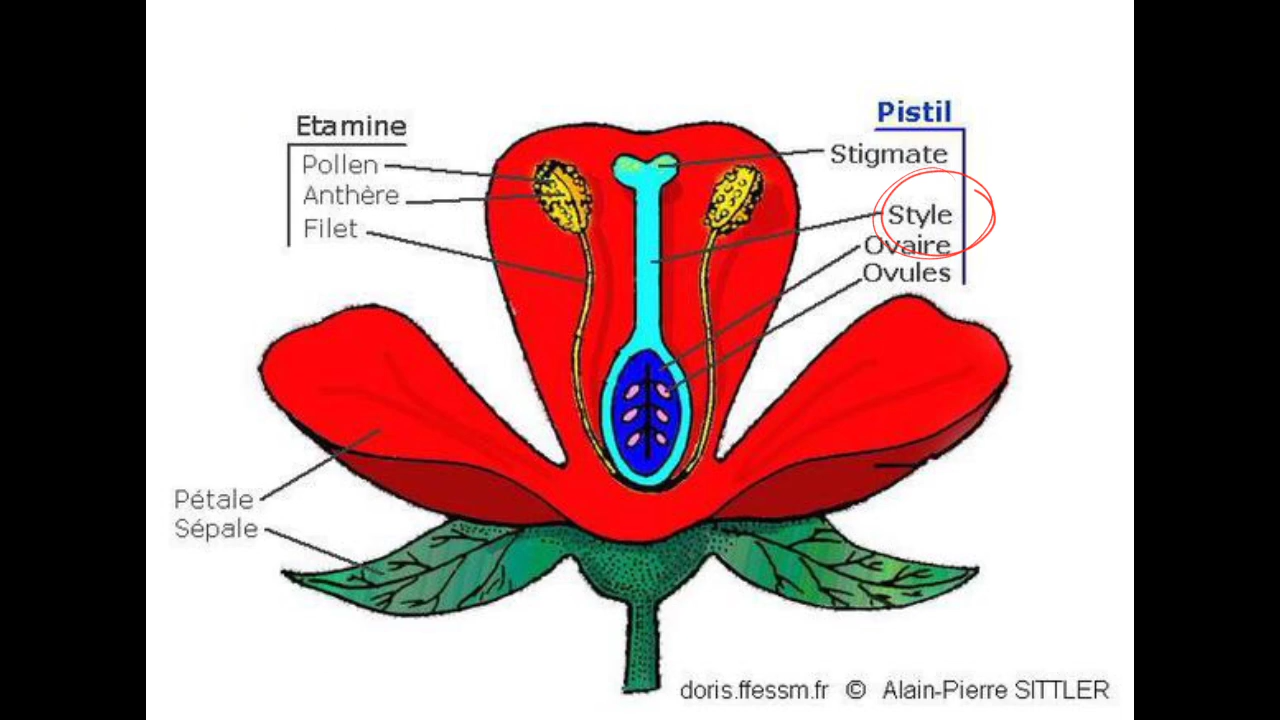 Etamine
Pollen
Anthère
Filet
Pistil
Stigmate
Style
Ovaire
Ovules
Pétale
Sépale
doris.ffessm.fr © Alain-Pierre SITTLER